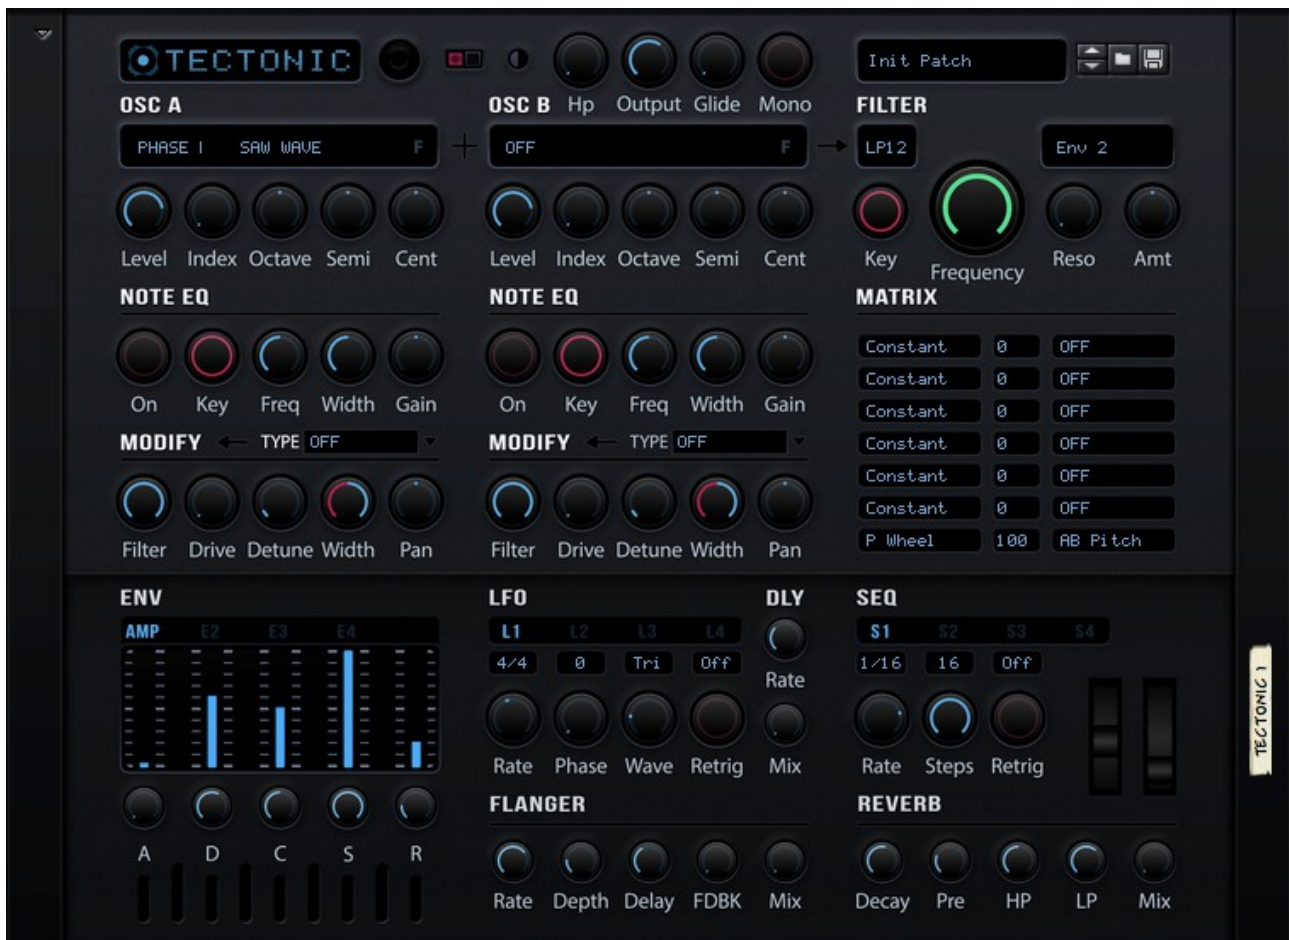 TECTONIC
Init Patch
Hp Output Glide Mono
OSC A
OSC B
FILTER
PHASE I SAW WAVE F
OFF F
LP12
Env 2
Level Index Octave Semi Cent
Level Index Octave Semi Cent
Key Frequency Reso Amt
NOTE EQ
NOTE EQ
MATRIX
On Key Freq Width Gain
On Key Freq Width Gain
Constant 0 OFF
Constant 0 OFF
Constant 0 OFF
Constant 0 OFF
Constant 0 OFF
Constant 0 OFF
P Wheel 100 AB Pitch
MODIFY TYPE OFF
MODIFY TYPE OFF
Filter Drive Detune Width Pan
Filter Drive Detune Width Pan
ENV
AMP E2 E3 E4
A D C S R
LFO
L1 L2 L3 L4
4/4 0 Tri Off
Rate Phase Wave Retrig
DLY
Rate
Mix
SEQ
S1 S2 S3 S4
1/16 16 Off
Rate Steps Retrig
FLANGER
Rate Depth Delay FDBK Mix
REVERB
Decay Pre HP LP Mix
TECTONIC 1